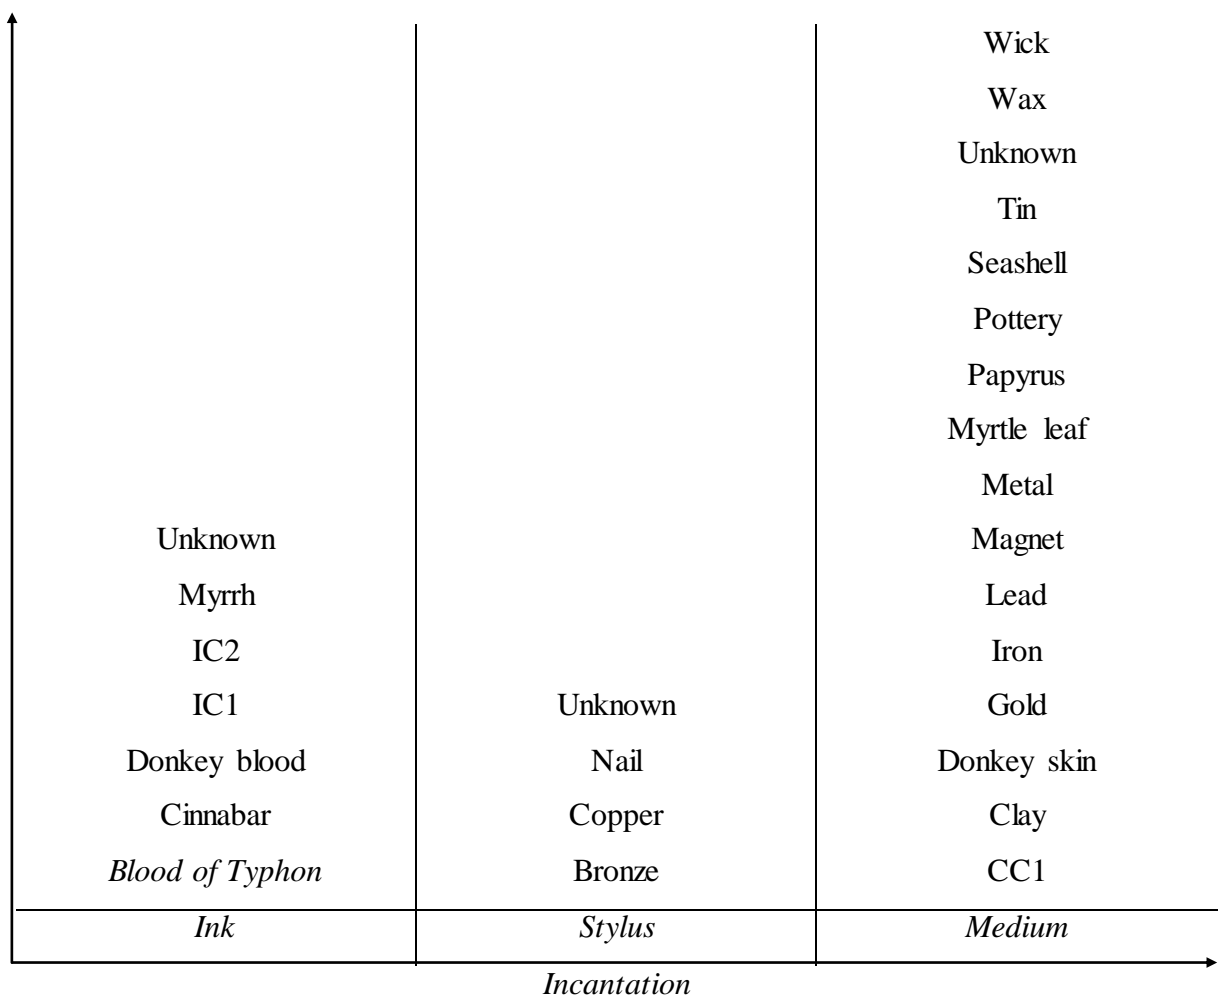 Wick
Wax
Unknown
Tin
Seashell
Pottery
Papyrus
Myrtle leaf
Metal
Unknown Magnet
Myrrh Lead
IC2 Iron
IC1 Unknown Gold
Donkey blood Nail Donkey skin
Cinnabar Copper Clay
Blood of Typhon Bronze CC1
Ink Stylus Medium
Incantation